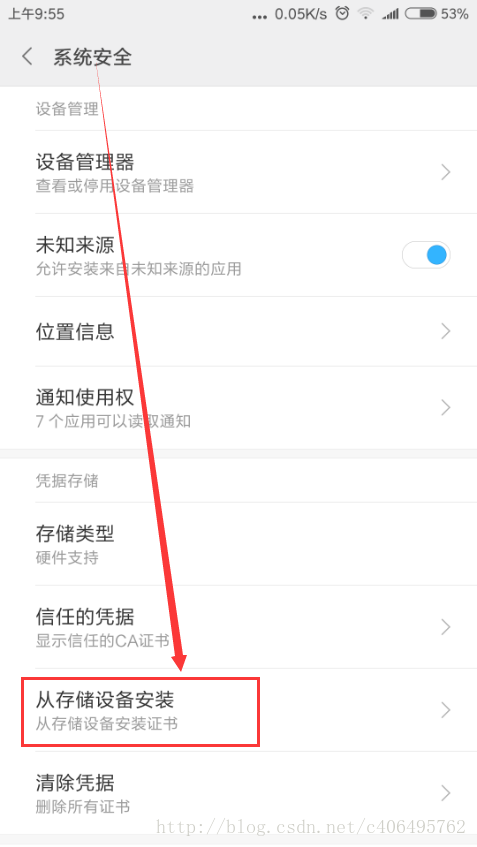 上午9:55
... 0.05K/s 53%
系统安全
设备管理
设备管理器
查看或停用设备管理器
未知来源
允许安装来自未知来源的应用
位置信息
通知使用权
7 个应用可以读取通知
凭据存储
存储类型
硬件支持
信任的凭据
显示信任的CA证书
从存储设备安装
从存储设备安装证书
清除凭据
删除所有证书
http://blog.csdn.net/c406495762